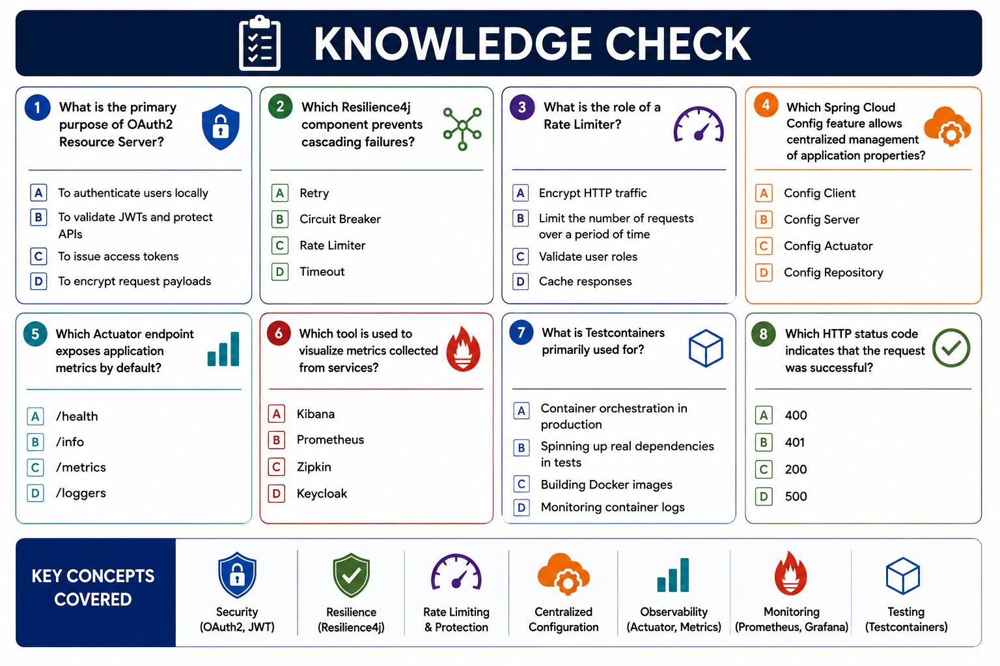 KNOWLEDGE CHECK
1
What is the primary
purpose of OAuth2
Resource Server?
A To authenticate users locally
B To validate JWTs and protect
APIs
C To issue access tokens
D To encrypt request payloads
2
Which Resilience4j
component prevents
cascading failures?
A Retry
B Circuit Breaker
C Rate Limiter
D Timeout
3
What is the role of a
Rate Limiter?
A Encrypt HTTP traffic
B Limit the number of requests
over a period of time
C Validate user roles
D Cache responses
4
Which Spring Cloud
Config feature allows
centralized management
of application properties?
A Config Client
B Config Server
C Config Actuator
D Config Repository
5
Which Actuator endpoint
exposes application
metrics by default?
A /health
B /info
C /metrics
D /loggers
6
Which tool is used to
visualize metrics collected
from services?
A Kibana
B Prometheus
C Zipkin
D Keycloak
7
What is Testcontainers
primarily used for?
A Container orchestration in
production
B Spinning up real dependencies
in tests
C Building Docker images
D Monitoring container logs
8
Which HTTP status code
indicates that the request
was successful?
A 400
B 401
C 200
D 500
KEY CONCEPTS
COVERED
Security
(OAuth2, JWT)
Resilience
(Resilience4j)
Rate Limiting
& Protection
Centralized
Configuration
Observability
(Actuator, Metrics)
Monitoring
(Prometheus, Grafana)
Testing
(Testcontainers)